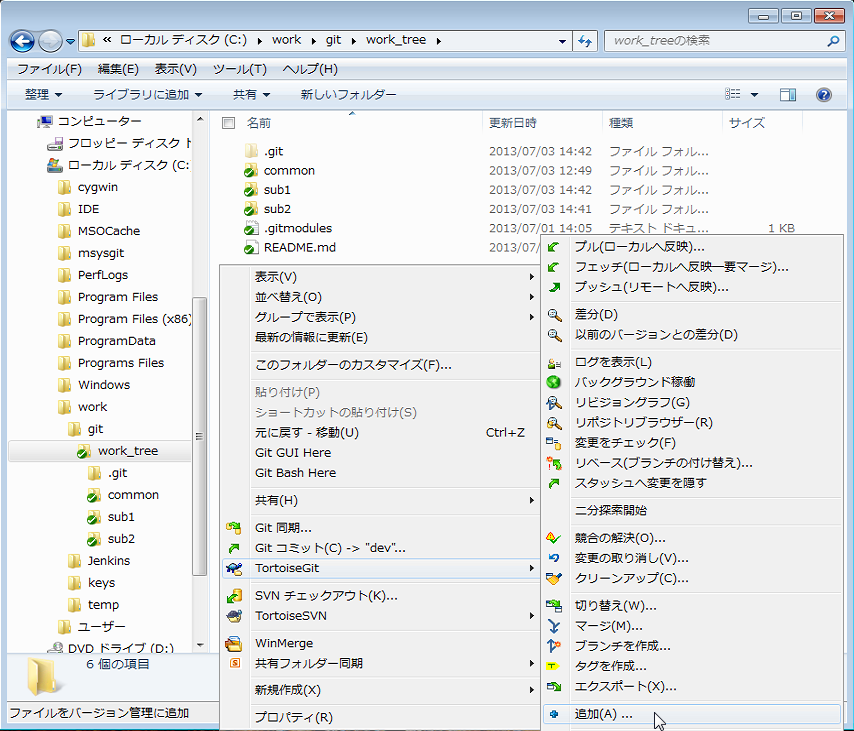 « ローカル ディスク (C:) ▸ work ▸ git ▸ work_tree ▸
work_treeの検索
ファイル(F) 編集(E) 表示(V) ツール(T) ヘルプ(H)
整理 ライブラリに追加 共有 新しいフォルダー
コンピューター
フロッピー ディスク ト
ローカル ディスク (C:
cygwin
IDE
MSOCache
msysgit
PerfLogs
Program Files
Program Files (x86)
ProgramData
Programs Files
Windows
work
git
work_tree
.git
common
sub1
sub2
Jenkins
keys
temp
ユーザー
DVD ドライブ (D:)
名前 更新日時 種類 サイズ
.git 2013/07/03 14:42 ファイル フォル...
common 2013/07/03 12:49 ファイル フォル...
sub1 2013/07/03 14:42 ファイル フォル...
sub2 2013/07/03 14:41 ファイル フォル...
.gitmodules 2013/07/01 14:05 テキスト ドキュ... 1 KB
README.md 2013/07/
表示(V)
並べ替え(O)
グループで表示(P)
最新の情報に更新(E)
このフォルダーのカスタマイズ(F)...
貼り付け(P)
ショートカットの貼り付け(S)
元に戻す - 移動(U) Ctrl+Z
Git GUI Here
Git Bash Here
共有(H)
Git 同期...
Git コミット(C) -> "dev"...
TortoiseGit
SVN チェックアウト(K)...
TortoiseSVN
WinMerge
共有フォルダー同期
新規作成(X)
プロパティ(R)
プル(ローカルへ反映)...
フェッチ(ローカルへ反映ー要マージ)...
プッシュ(リモートへ反映)...
差分(D)
以前のバージョンとの差分(D)
ログを表示(L)
バックグラウンド稼働
リビジョングラフ(G)
リポジトリブラウザー(R)
変更をチェック(F)
リベース(ブランチの付け替え)...
スタッシュへ変更を隠す
二分探索開始
競合の解決(O)...
変更の取り消し(V)...
クリーンアップ(C)...
切り替え(W)...
マージ(M)...
ブランチを作成...
タグを作成...
エクスポート(X)...
追加(A) ...
6 個の項目
ファイルをバージョン管理に追加